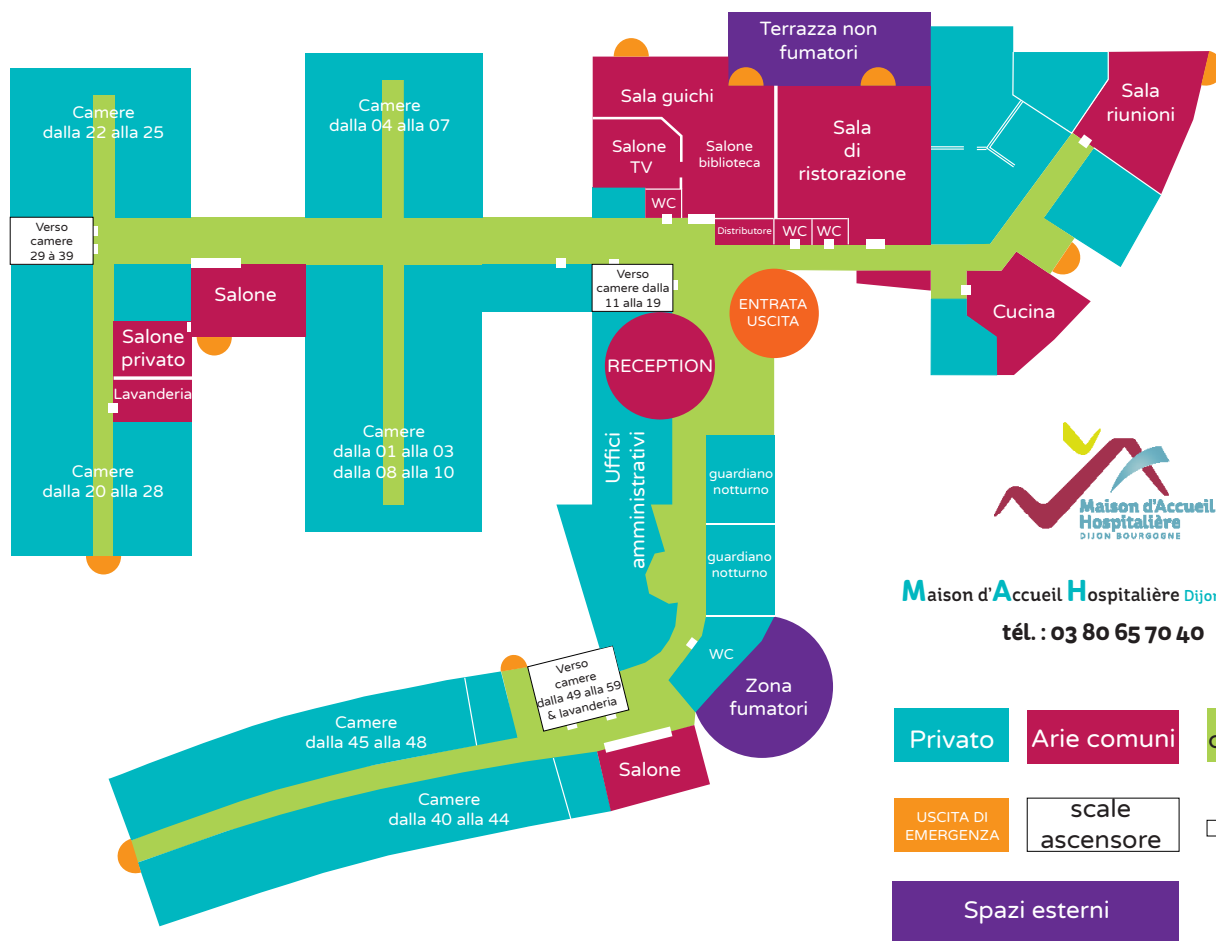 Terrazza non
fumatori
Camere
dalla 22 alla 25
Camere
dalla 04 alla 07
Sala guichi
Salone
TV
Salone
biblioteca
Sala
di
ristorazione
Sala
riunioni
WC
Distributore
WC
WC
Verso
camere
29 à 39
Verso
camere dalla
11 alla 19
Salone
ENTRATA
USCITA
Cucina
Salone
privato
Lavanderia
RECEPTION
Camere
dalla 20 alla 28
Camere
dalla 01 alla 03
dalla 08 alla 10
Uffici
amministrativi
guardiano
notturno
guardiano
notturno
Maison d'Accueil
Hospitalière
DIJON BOURGOGNE
Maison d'Accueil Hospitalière Dijon
tél. : 03 80 65 70 40
WC
Zona
fumatori
Verso
camere
dalla 49 alla 59
& lavanderia
Camere
dalla 45 alla 48
Salone
Camere
dalla 40 alla 44
Privato
Arie comuni
USCITA DI
EMERGENZA
scale
ascensore
Spazi esterni